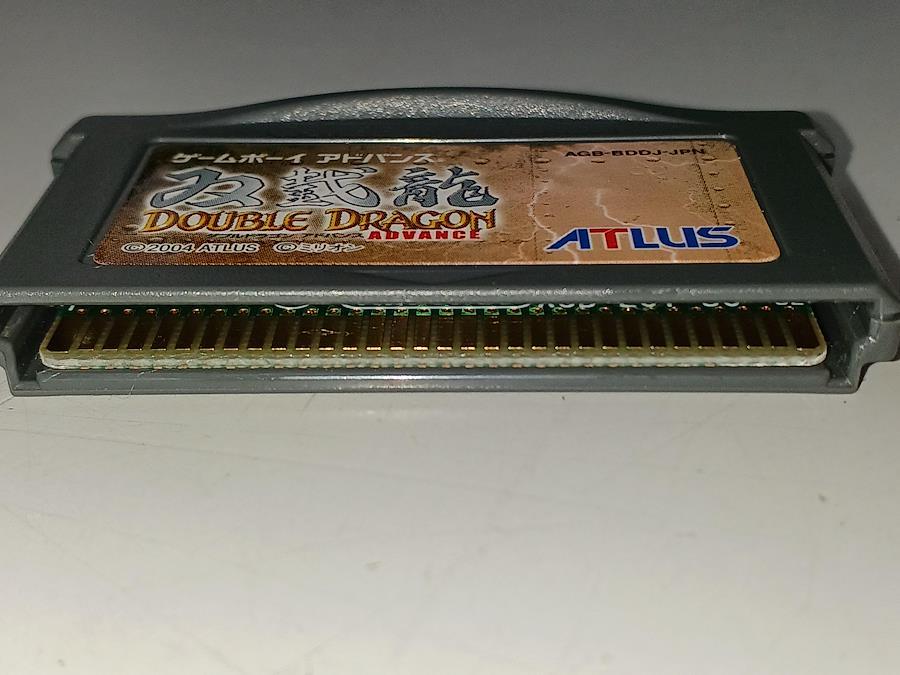 ゲームボーイ アドバンス
AGB-BDDJ-JPN
双截龍
DOUBLE DRAGON
ADVANCE
©2004 ATLUS ©ミリオン
ATLUS